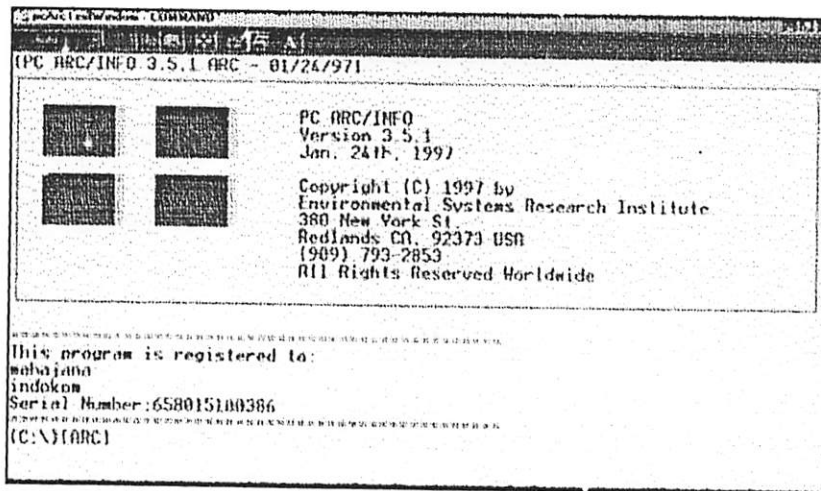 COMMAND
(PC ARC/INFO 3.5.1 ARC - 01/24/97)
PC ARC/INFO
Version 3.5.1
Jan. 24th, 1997
Copyright (C) 1997 by
Environmental Systems Research Institute
380 New York St.
Redlands CA. 92373 USA
(909) 793-2853
All Rights Reserved Worldwide
This program is registered to:
mahajana
indokom
Serial Number:
(C:\)(ARC)